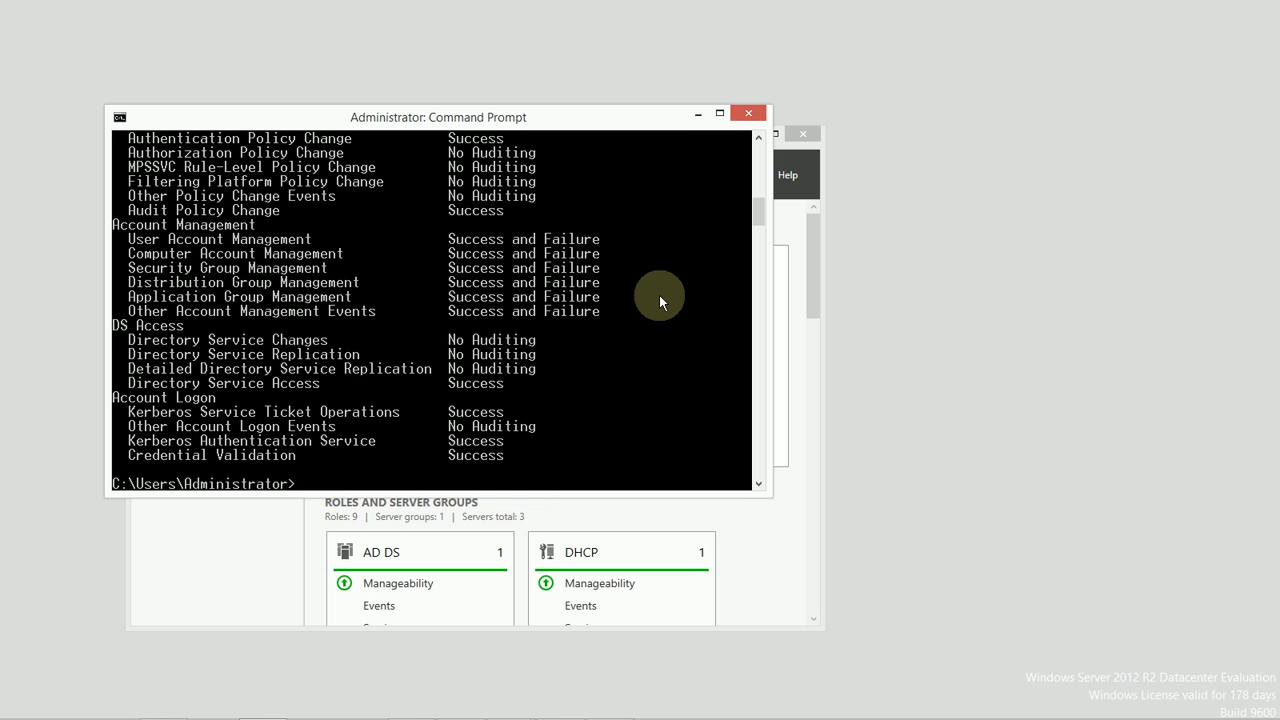 Administrator: Command Prompt
Authentication Policy Change Success
Authorization Policy Change No Auditing
MPSSVC Rule-Level Policy Change No Auditing
Filtering Platform Policy Change No Auditing
Other Policy Change Events No Auditing
Audit Policy Change Success
Account Management
User Account Management Success and Failure
Computer Account Management Success and Failure
Security Group Management Success and Failure
Distribution Group Management Success and Failure
Application Group Management Success and Failure
Other Account Management Events Success and Failure
DS Access
Directory Service Changes No Auditing
Directory Service Replication No Auditing
Detailed Directory Service Replication No Auditing
Directory Service Access Success
Account Logon
Kerberos Service Ticket Operations Success
Other Account Logon Events No Auditing
Kerberos Authentication Service Success
Credential Validation Success
C:\Users\Administrator>
Help
ROLES AND SERVER GROUPS
Roles: 9 | Server groups: 1 | Servers total: 3
AD DS 1
Manageability
Events
DHCP 1
Manageability
Events
Windows Server 2012 R2 Datacenter Evaluation
Windows License valid for 178 days
Build 9600